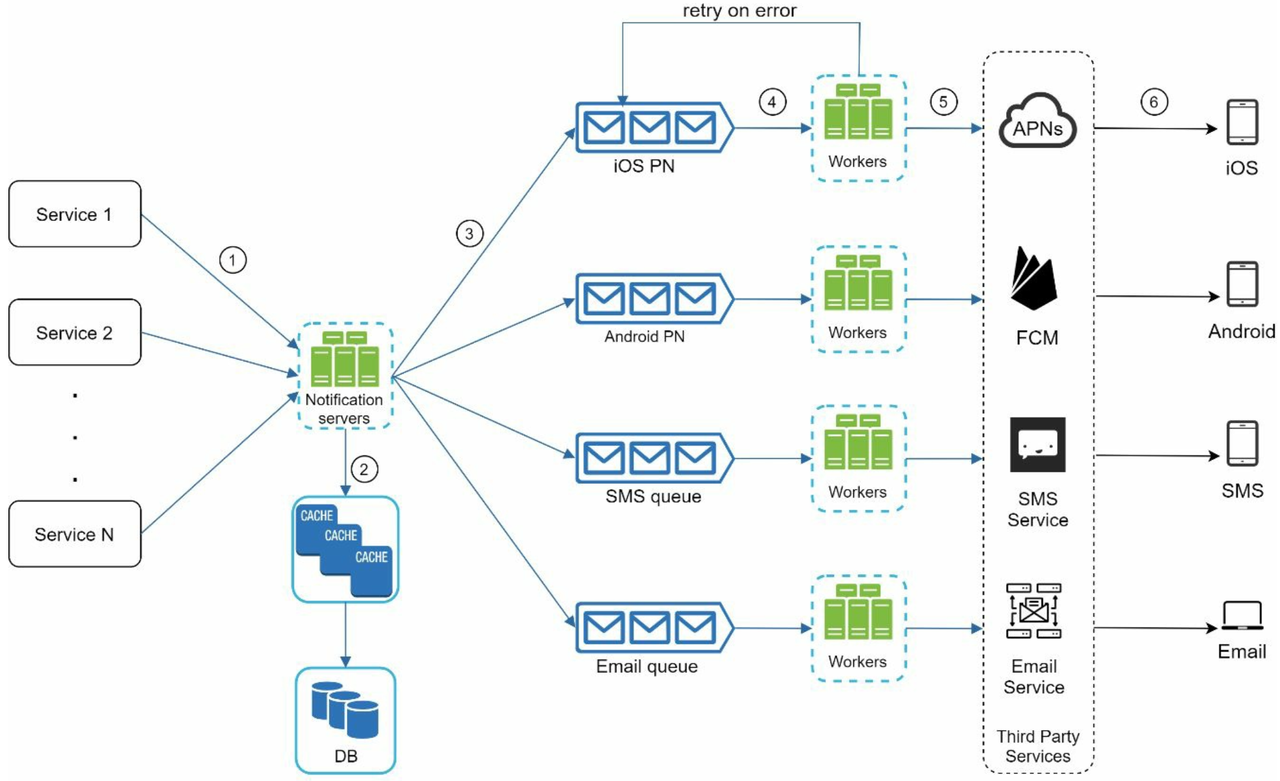 retry on error
4
5
6
APNs
iOS PN
Workers
iOS
Service 1
1
3
Service 2
Android PN
Workers
FCM
Android
.
.
.
Notification
servers
Service N
2
SMS queue
Workers
SMS
Service
SMS
CACHE
CACHE
CACHE
Email queue
Workers
Email
Service
Email
DB
Third Party
Services